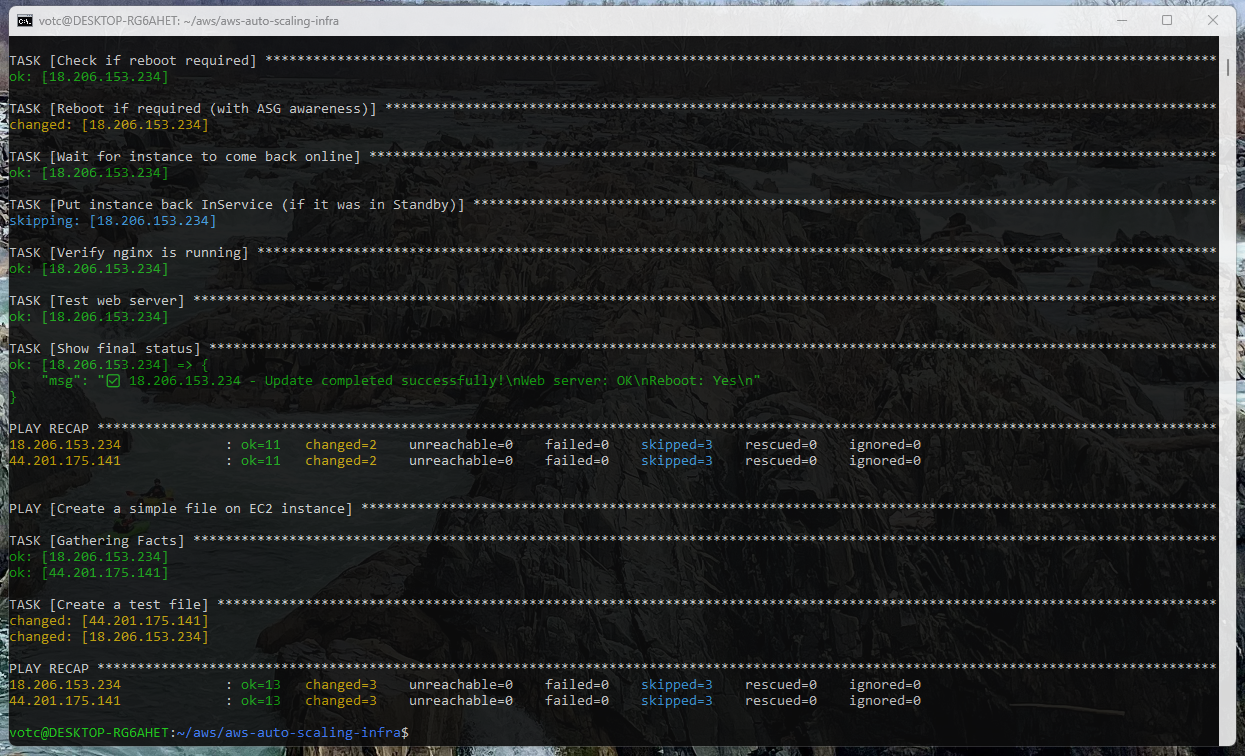 votc@DESKTOP-RG6AHET: ~/aws/aws-auto-scaling-infra
TASK [Check if reboot required] ***********************************************************************************************************************
ok: [18.206.153.234]
TASK [Reboot if required (with ASG awareness)] ********************************************************************************************************
changed: [18.206.153.234]
TASK [Wait for instance to come back online] **********************************************************************************************************
ok: [18.206.153.234]
TASK [Put instance back InService (if it was in Standby)] *********************************************************************************************
skipping: [18.206.153.234]
TASK [Verify nginx is running] ************************************************************************************************************************
ok: [18.206.153.234]
TASK [Test web server] ********************************************************************************************************************************
ok: [18.206.153.234]
TASK [Show final status] ******************************************************************************************************************************
ok: [18.206.153.234] => {
    "msg": "✅ 18.206.153.234 - Update completed successfully!\nWeb server: OK\nReboot: Yes\n"
}
PLAY RECAP ********************************************************************************************************************************************
18.206.153.234             : ok=11   changed=2    unreachable=0    failed=0    skipped=3    rescued=0    ignored=0
44.201.175.141             : ok=11   changed=2    unreachable=0    failed=0    skipped=3    rescued=0    ignored=0
PLAY [Create a simple file on EC2 instance] ***********************************************************************************************************
TASK [Gathering Facts] ********************************************************************************************************************************
ok: [18.206.153.234]
ok: [44.201.175.141]
TASK [Create a test file] *****************************************************************************************************************************
changed: [44.201.175.141]
changed: [18.206.153.234]
PLAY RECAP ********************************************************************************************************************************************
18.206.153.234             : ok=13   changed=3    unreachable=0    failed=0    skipped=3    rescued=0    ignored=0
44.201.175.141             : ok=13   changed=3    unreachable=0    failed=0    skipped=3    rescued=0    ignored=0
votc@DESKTOP-RG6AHET:~/aws/aws-auto-scaling-infra$